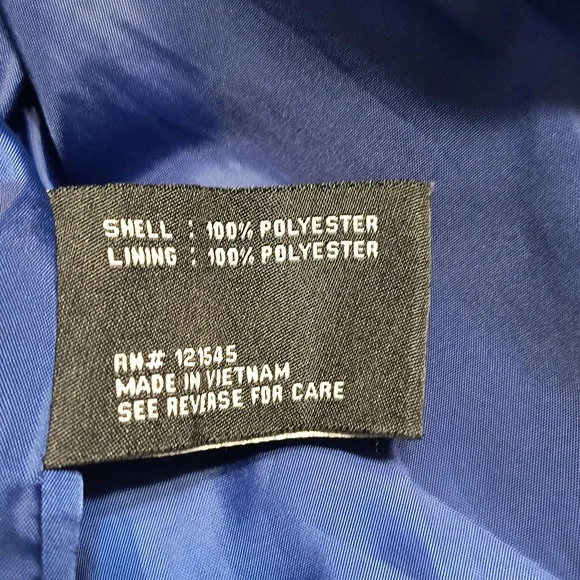 SHELL : 100% POLYESTER
LINING : 100% POLYESTER
RN# 121545
MADE IN VIETNAM
SEE REVERSE FOR CARE